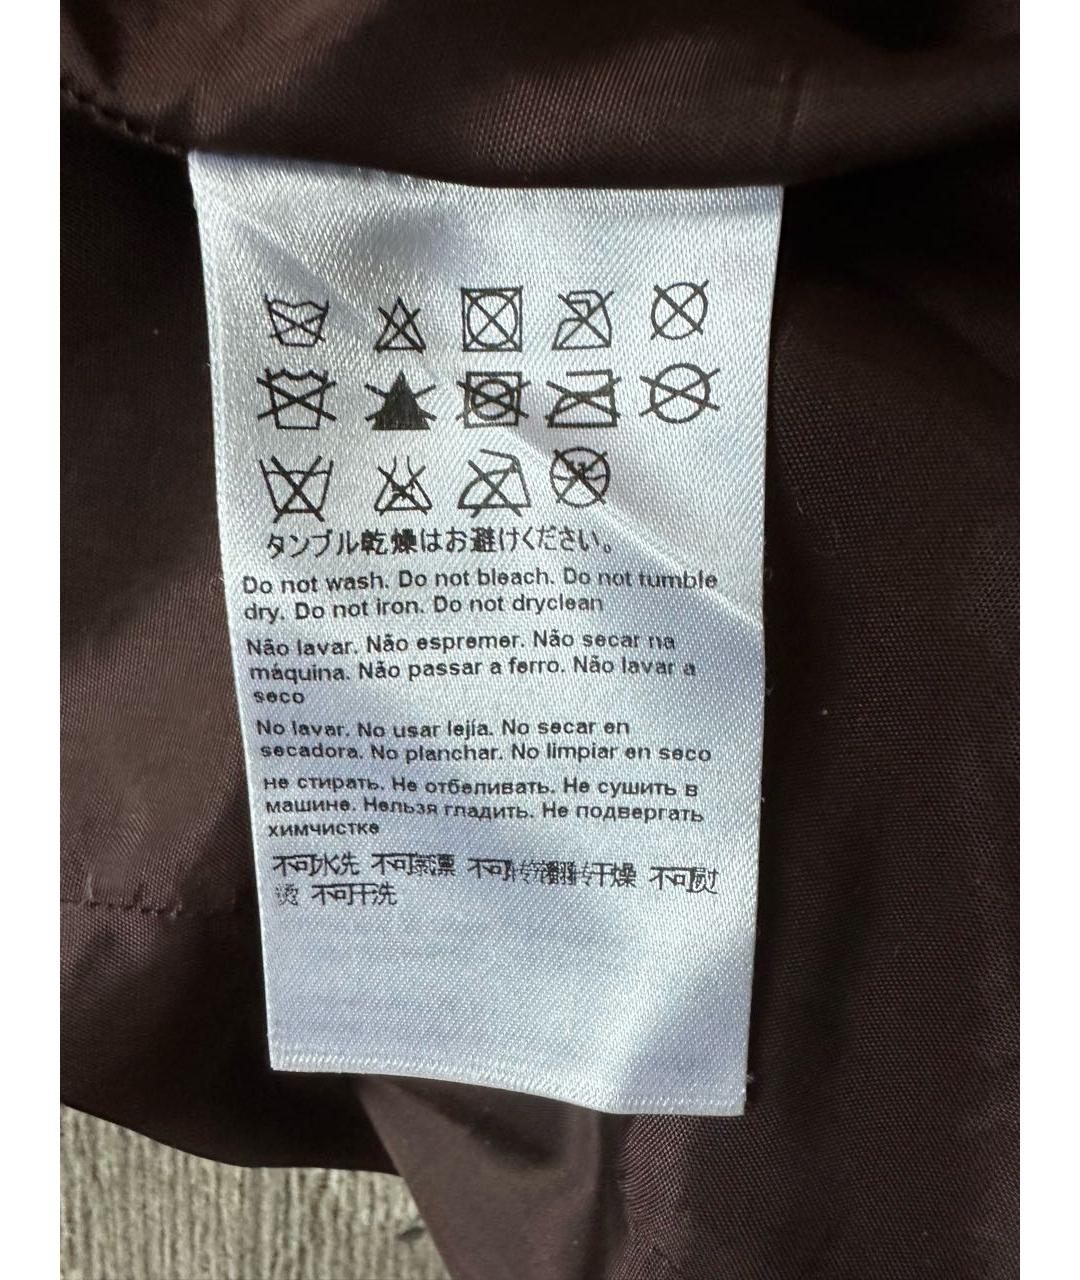 タンブル乾燥はお避けください。
Do not wash. Do not bleach. Do not tumble
dry. Do not iron. Do not dryclean
Não lavar. Não espremer. Não secar na
máquina. Não passar a ferro. Não lavar a
seco
No lavar. No usar lejía. No secar en
secadora. No planchar. No limpiar en seco
не стирать. Не отбеливать. Не сушить в
машине. Нельзя гладить. Не подвергать
химчистке
不可水洗 不可氯漂 不可 翻转干燥 不可熨
烫 不可干洗